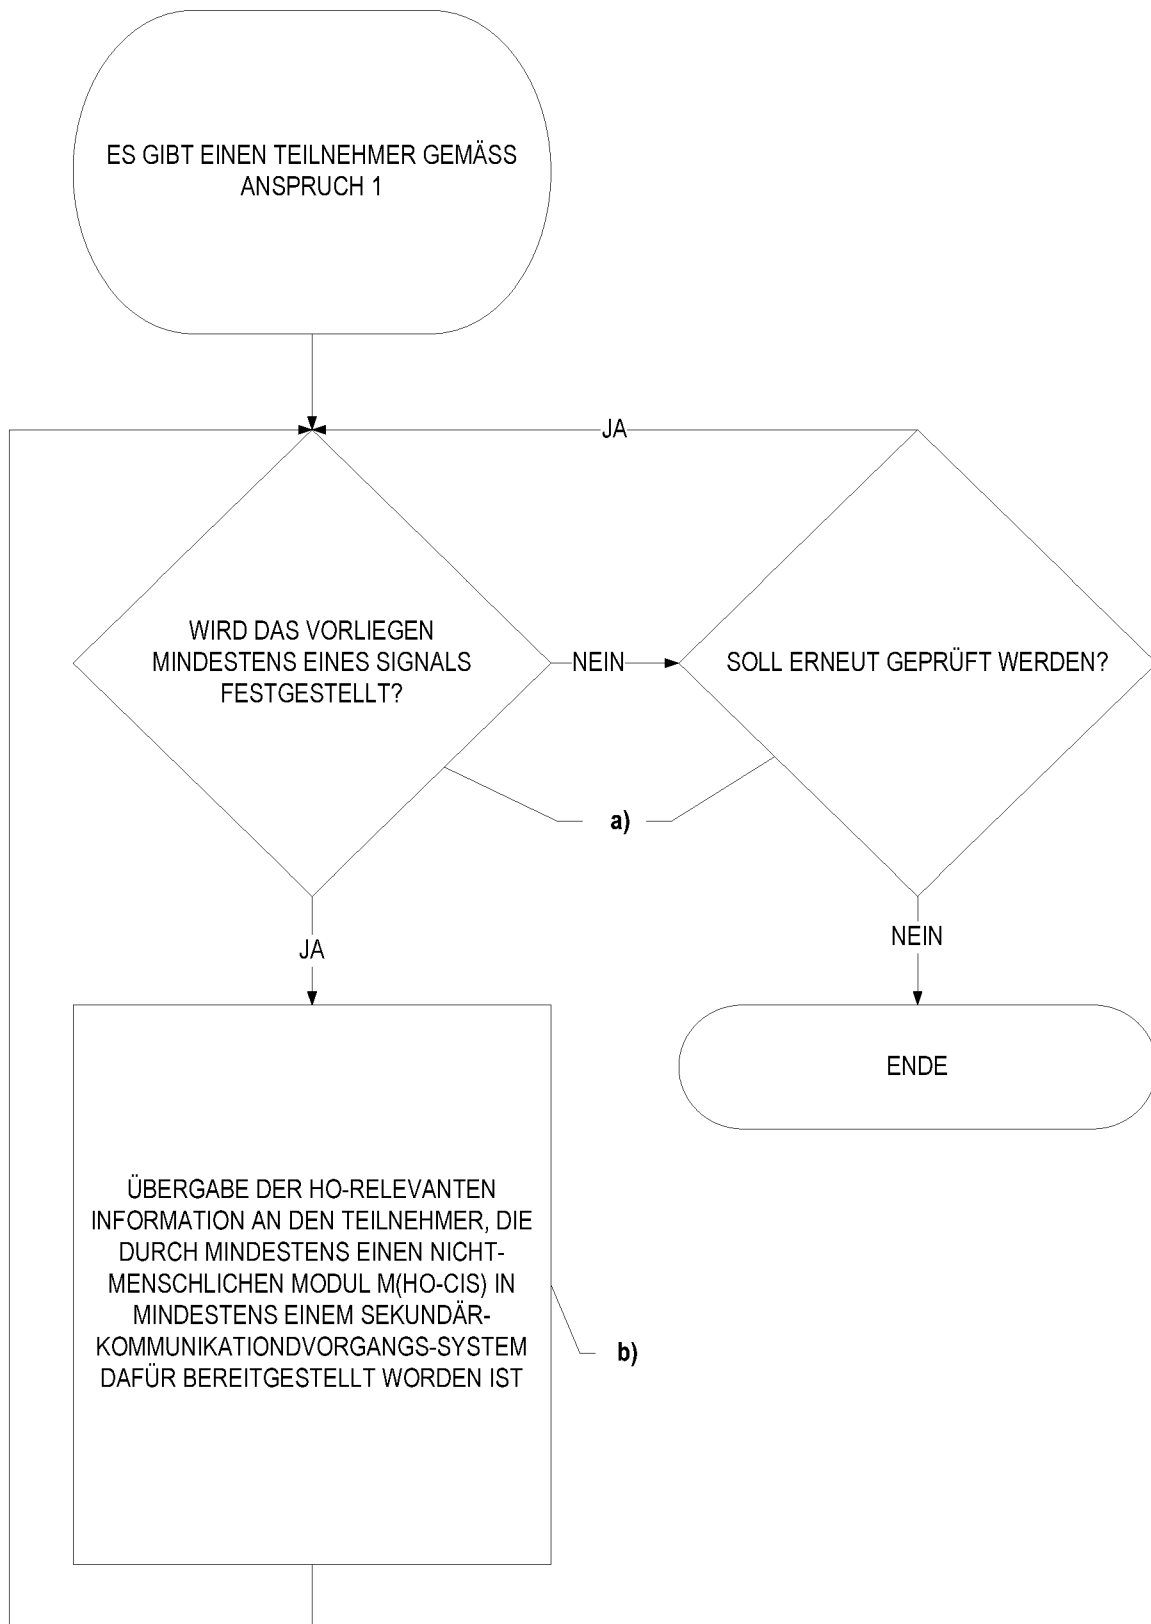 ES GIBT EINEN TEILNEHMER GEMÄSS
ANSPRUCH 1
JA
WIRD DAS VORLIEGEN
MINDESTENS EINES SIGNALS
FESTGESTELLT?
NEIN
SOLL ERNEUT GEPRÜFT WERDEN?
a)
JA
NEIN
ENDE
ÜBERGABE DER HO-RELEVANTEN
INFORMATION AN DEN TEILNEHMER, DIE
DURCH MINDESTENS EINEN NICHT-
MENSCHLICHEN MODUL M(HO-CIS) IN
MINDESTENS EINEM SEKUNDÄR-
KOMMUNIKATIONDVORGANGS-SYSTEM
DAFÜR BEREITGESTELLT WORDEN IST
b)